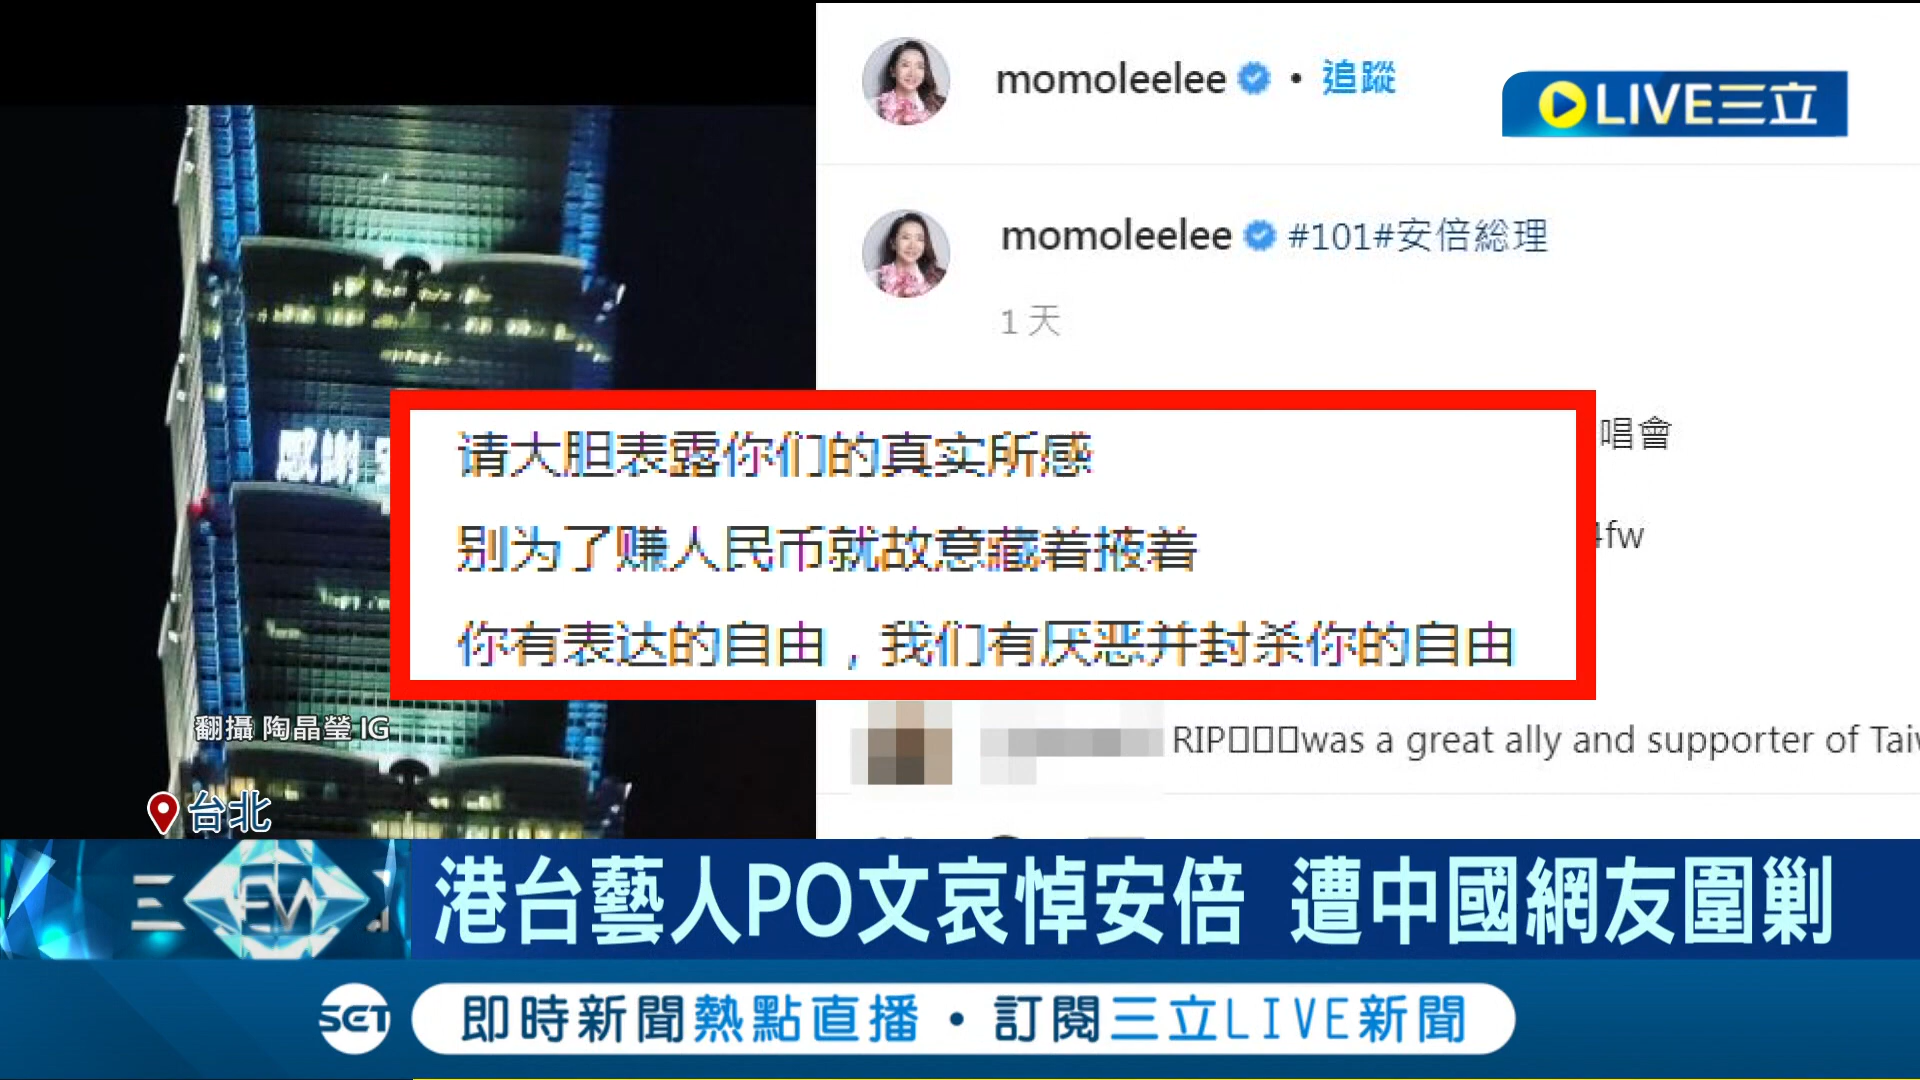 momoleelee • 追蹤
LIVE三立
momoleelee #101#安倍総理
1 天
感謝
唱會
请大胆表露你们的真实所感
4fw
别为了赚人民币就故意藏着掖着
你有表达的自由，我们有厌恶并封杀你的自由
翻攝 陶晶瑩 IG
RIP□□□was a great ally and supporter of Taiw
台北
港台藝人PO文哀悼安倍 遭中國網友圍剿
SET 即時新聞熱點直播・訂閱三立LIVE新聞